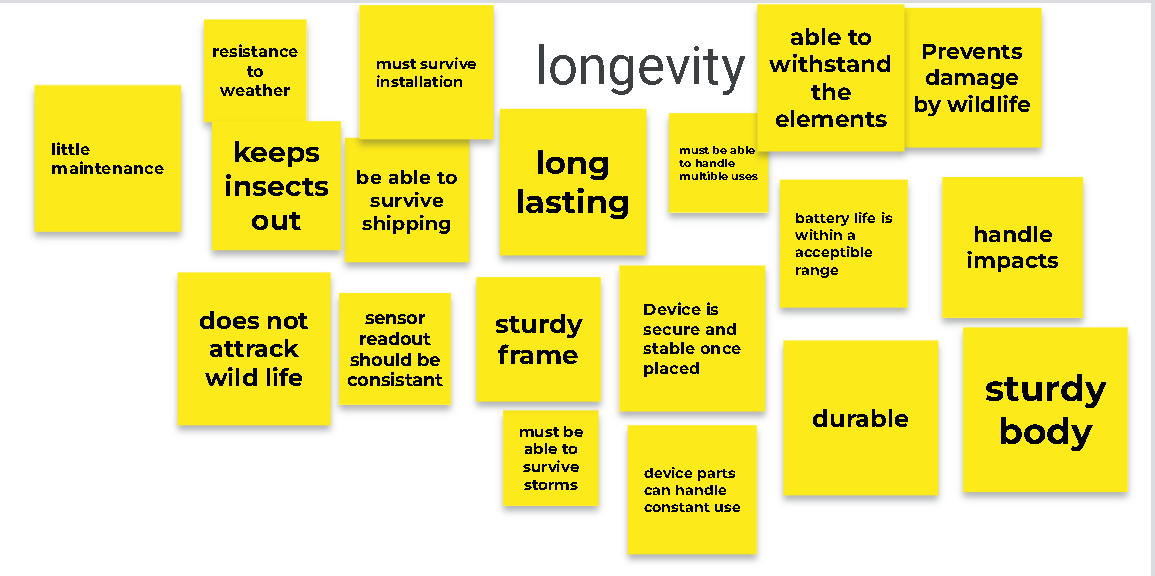 longevity
little
maintenance
resistance
to
weather
must survive
installation
able to
withstand
the
elements
Prevents
damage
by wildlife
keeps
insects
out
be able to
survive
shipping
long
lasting
must be able
to handle
multible uses
battery life is
within a
acceptible
range
handle
impacts
does not
attrack
wild life
sensor
readout
should be
consistant
sturdy
frame
Device is
secure and
stable once
placed
durable
sturdy
body
must be
able to
survive
storms
device parts
can handle
constant use